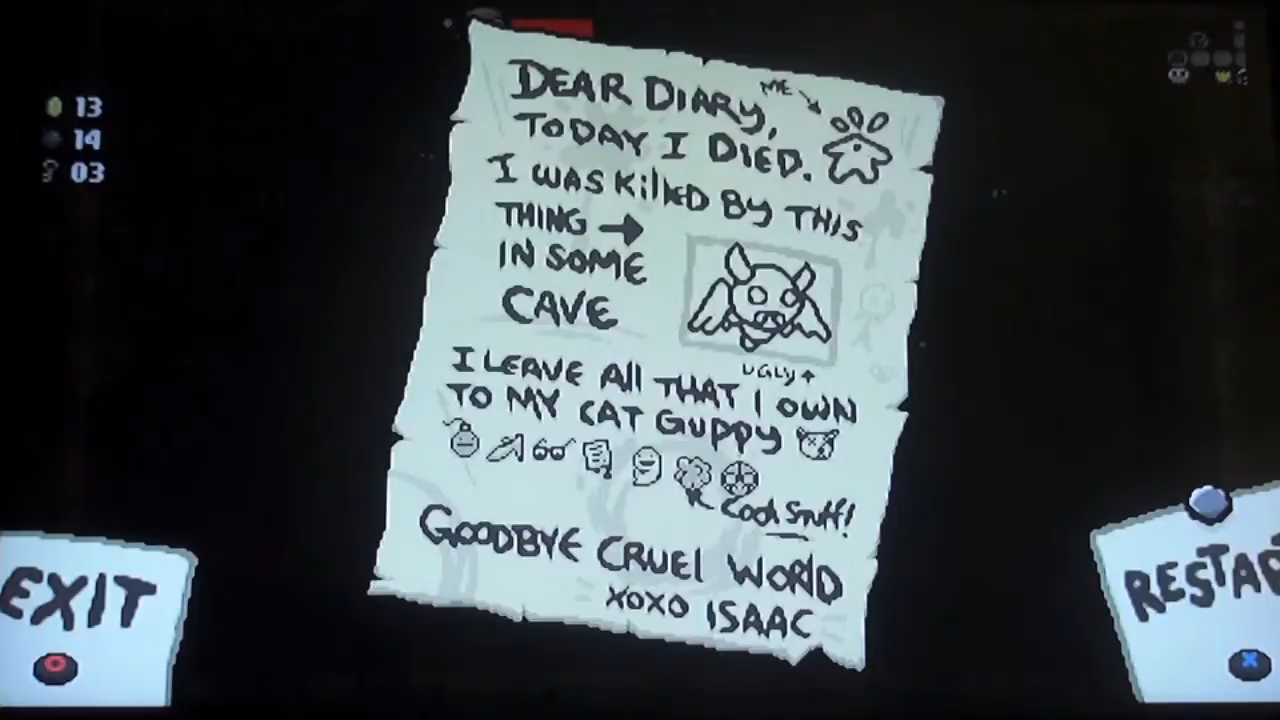 13
14
03
DEAR DIARY,
ME
TODAY I DIED.
I WAS KillED BY THIS
THING →
IN SOME
CAVE
UGLY
I LEAVE All THAT I OWN
TO MY CAT GUPPY
COOL STUFF!
GOODBYE CRUEL WORLD
XOXO ISAAC
EXIT
RESTAR